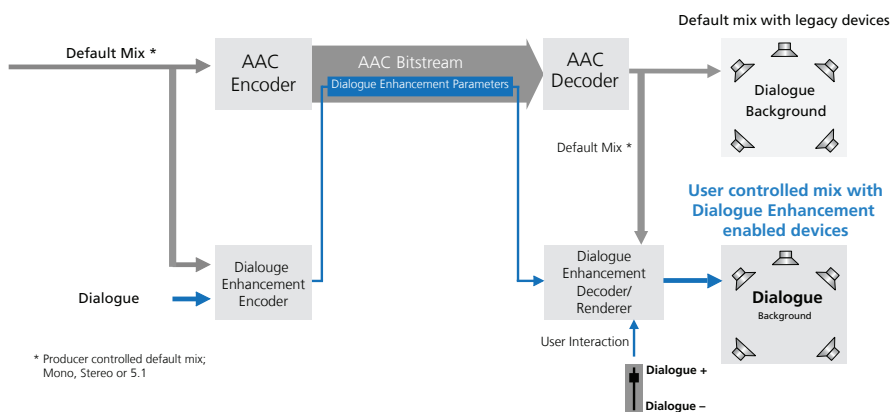 Default mix with legacy devices
Default Mix *
AAC
Encoder
AAC Bitstream
Dialogue Enhancement Parameters
AAC
Decoder
Dialogue
Background
Default Mix *
User controlled mix with
Dialogue Enhancement
enabled devices
Dialouge
Enhancement
Encoder
Dialogue
Dialogue
Enhancement
Decoder/
Renderer
Dialogue
Background
User Interaction
* Producer controlled default mix;
Mono, Stereo or 5.1
Dialogue +
Dialogue –